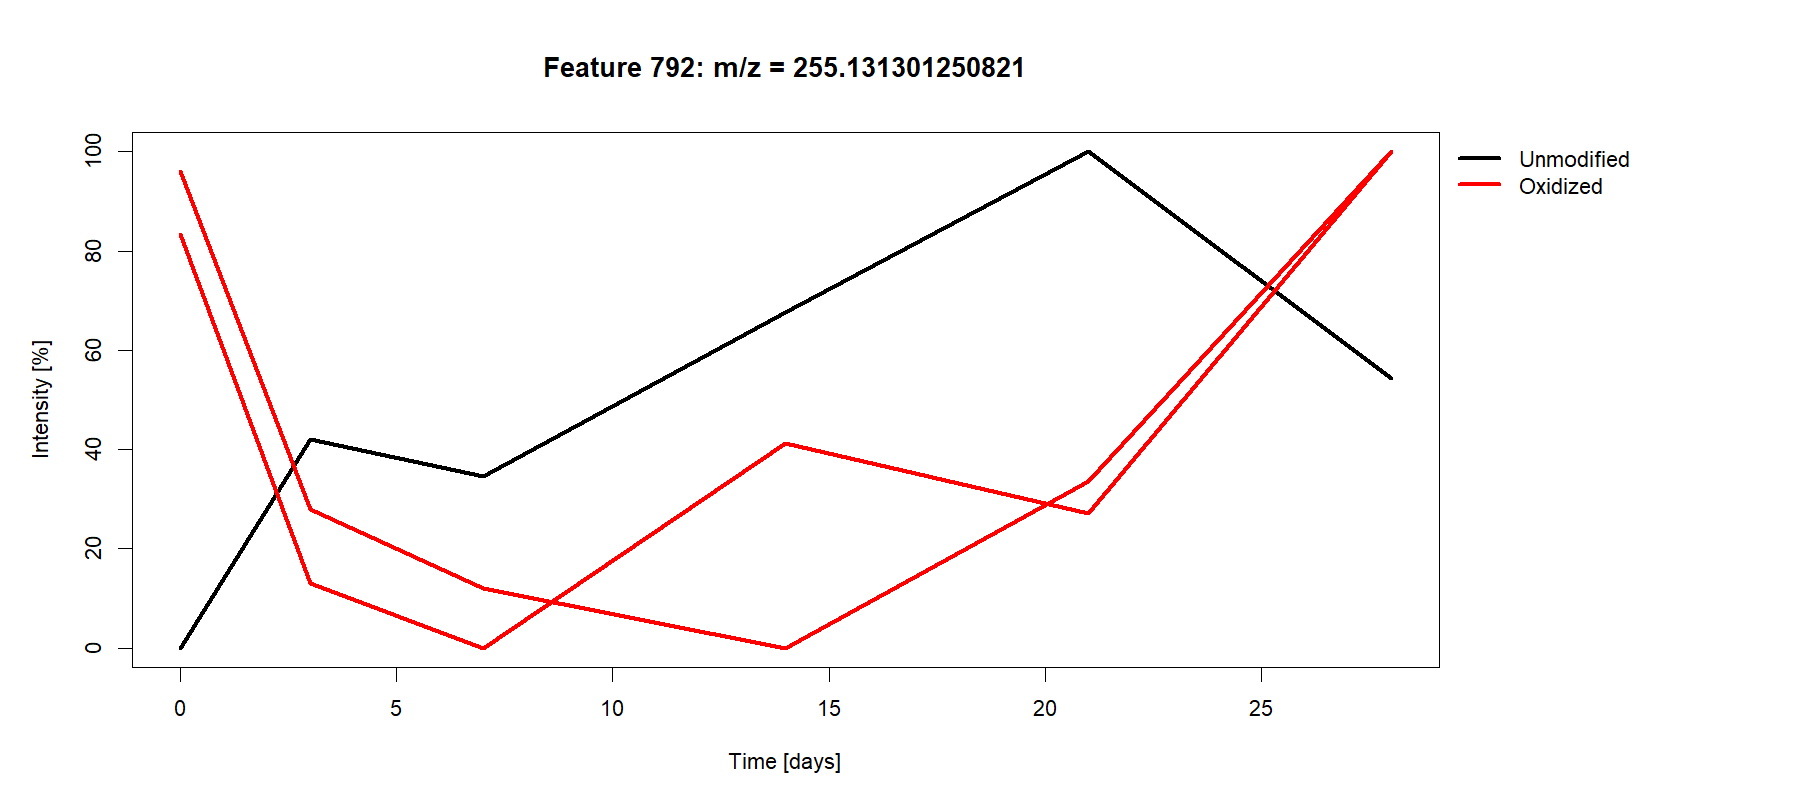 Feature 792: m/z = 255.131301250821
Unmodified
Oxidized
Intensity [%]
100
80
60
40
20
0
0 5 10 15 20 25
Time [days]